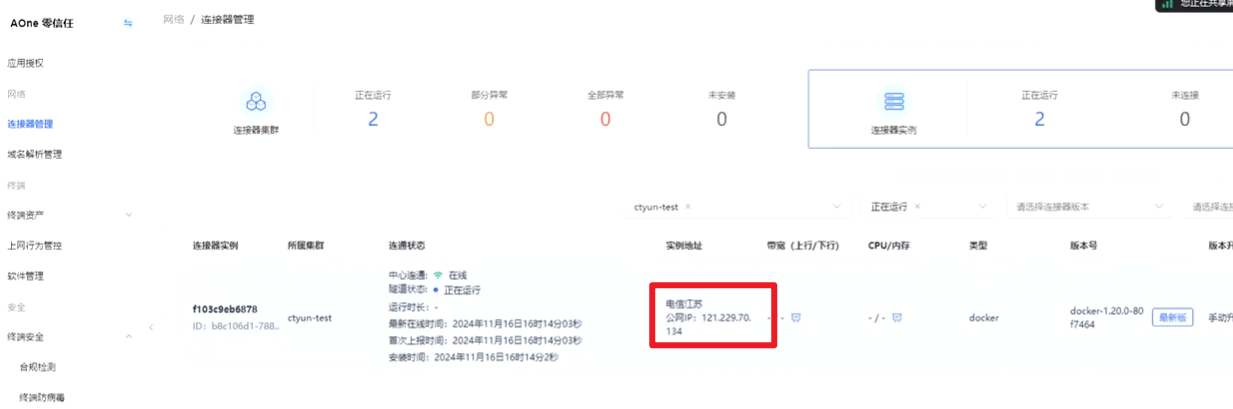 AOne 零信任
网络 / 连接器管理
您正在共享屏
应用授权
网络
连接器管理
域名解析管理
终端
终端资产
上网行为管控
软件管理
安全
终端安全
合规检测
终端防病毒
连接器集群
正在运行
2
部分异常
0
全部异常
0
未安装
0
连接器实例
正在运行
2
未连接
0
ctyun-test ×
正在运行 ×
请选择连接器版本
请选择连接
连接器实例 所属集群 连通状态 实例地址 带宽（上行/下行） CPU/内存 类型 版本号 版本升
f103c9eb6878
ID：b8c106d1-788...
ctyun-test
中心连通： 在线
隧道状态： 正在运行
运行时长：-
最新在线时间：2024年11月16日16时14分03秒
首次上报时间：2024年11月16日16时14分03秒
安装时间：2024年11月16日16时14分2秒
电信江苏
公网IP：121.229.70.
134
- / -
docker
docker-1.20.0-80
f7464
最新版
手动升